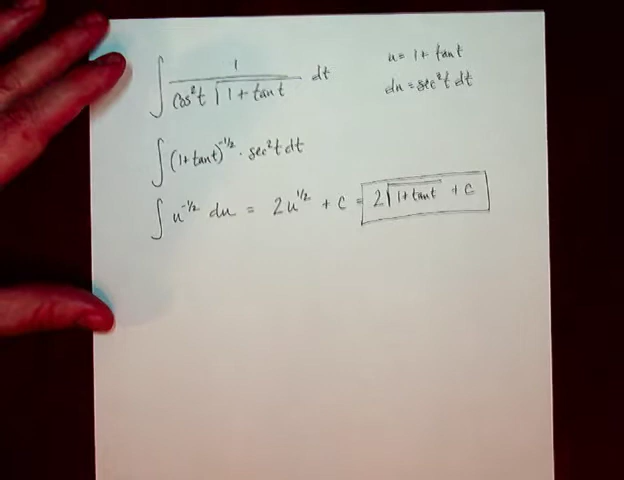 ∫ 1/(cos²t √(1+tan t)) dt
u = 1+ tan t
du = sec²t dt
∫ (1+tan t)^(-1/2) · sec²t dt
∫ u^(-1/2) du = 2u^(1/2) + c = 2√(1+tan t) + c